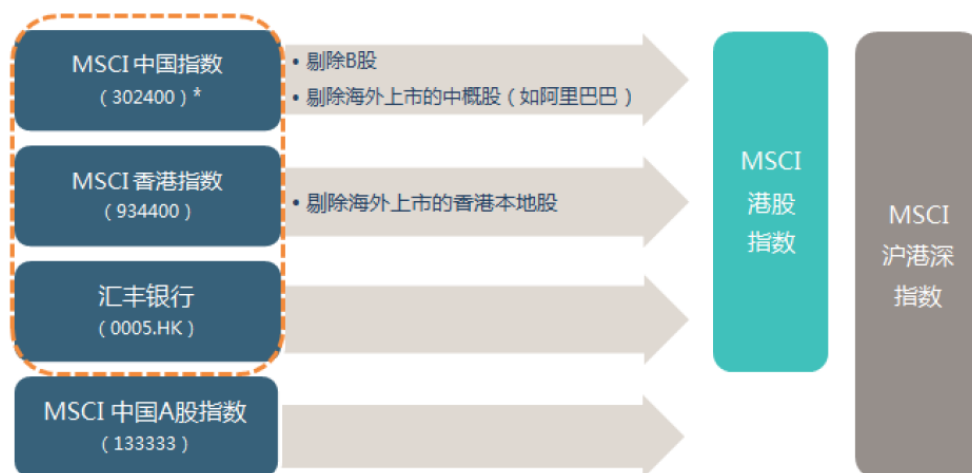 MSCI 中国指数
（302400）*
• 剔除B股
• 剔除海外上市的中概股（如阿里巴巴）
MSCI 香港指数
（934400）
• 剔除海外上市的香港本地股
汇丰银行
（0005.HK）
MSCI 中国A股指数
（133333）
MSCI
港股
指数
MSCI
沪港深
指数